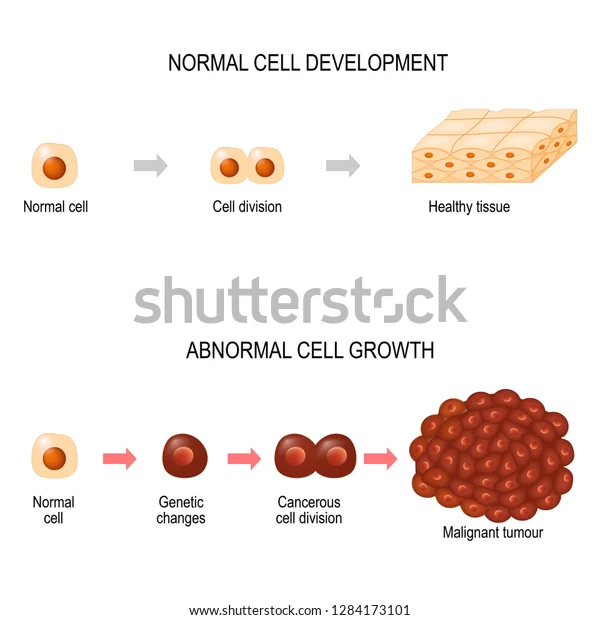 NORMAL CELL DEVELOPMENT
Normal cell
Cell division
Healthy tissue
shutterstock
ABNORMAL CELL GROWTH
Normal
cell
Genetic
changes
Cancerous
cell division
Malignant tumour
www.shutterstock.com · 1284173101